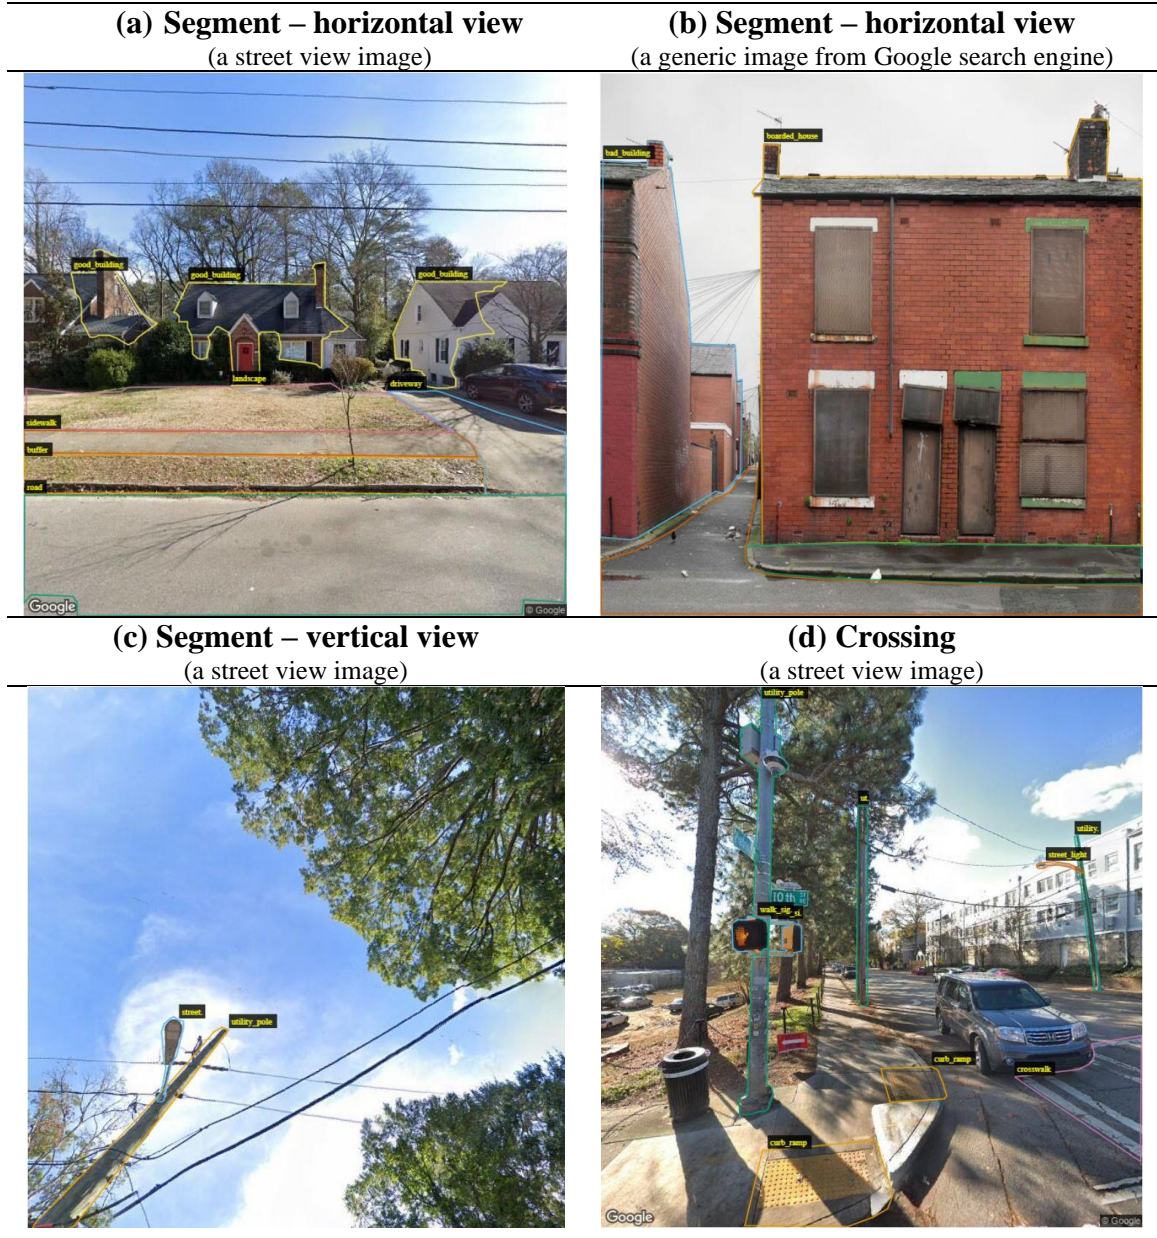 (a) Segment – horizontal view
(a street view image)
(b) Segment – horizontal view
(a generic image from Google search engine)
good_building
good_building
good_building
landscape
driveway
sidewalk
buffer
road
Google
© Google
boarded_house
bad_building
(c) Segment – vertical view
(a street view image)
(d) Crossing
(a street view image)
street.
utility_pole
utility_pole
ut.
utility.
street_light
10th
walk_sig.
si.
curb_ramp
crosswalk
curb_ramp
Google
© Google